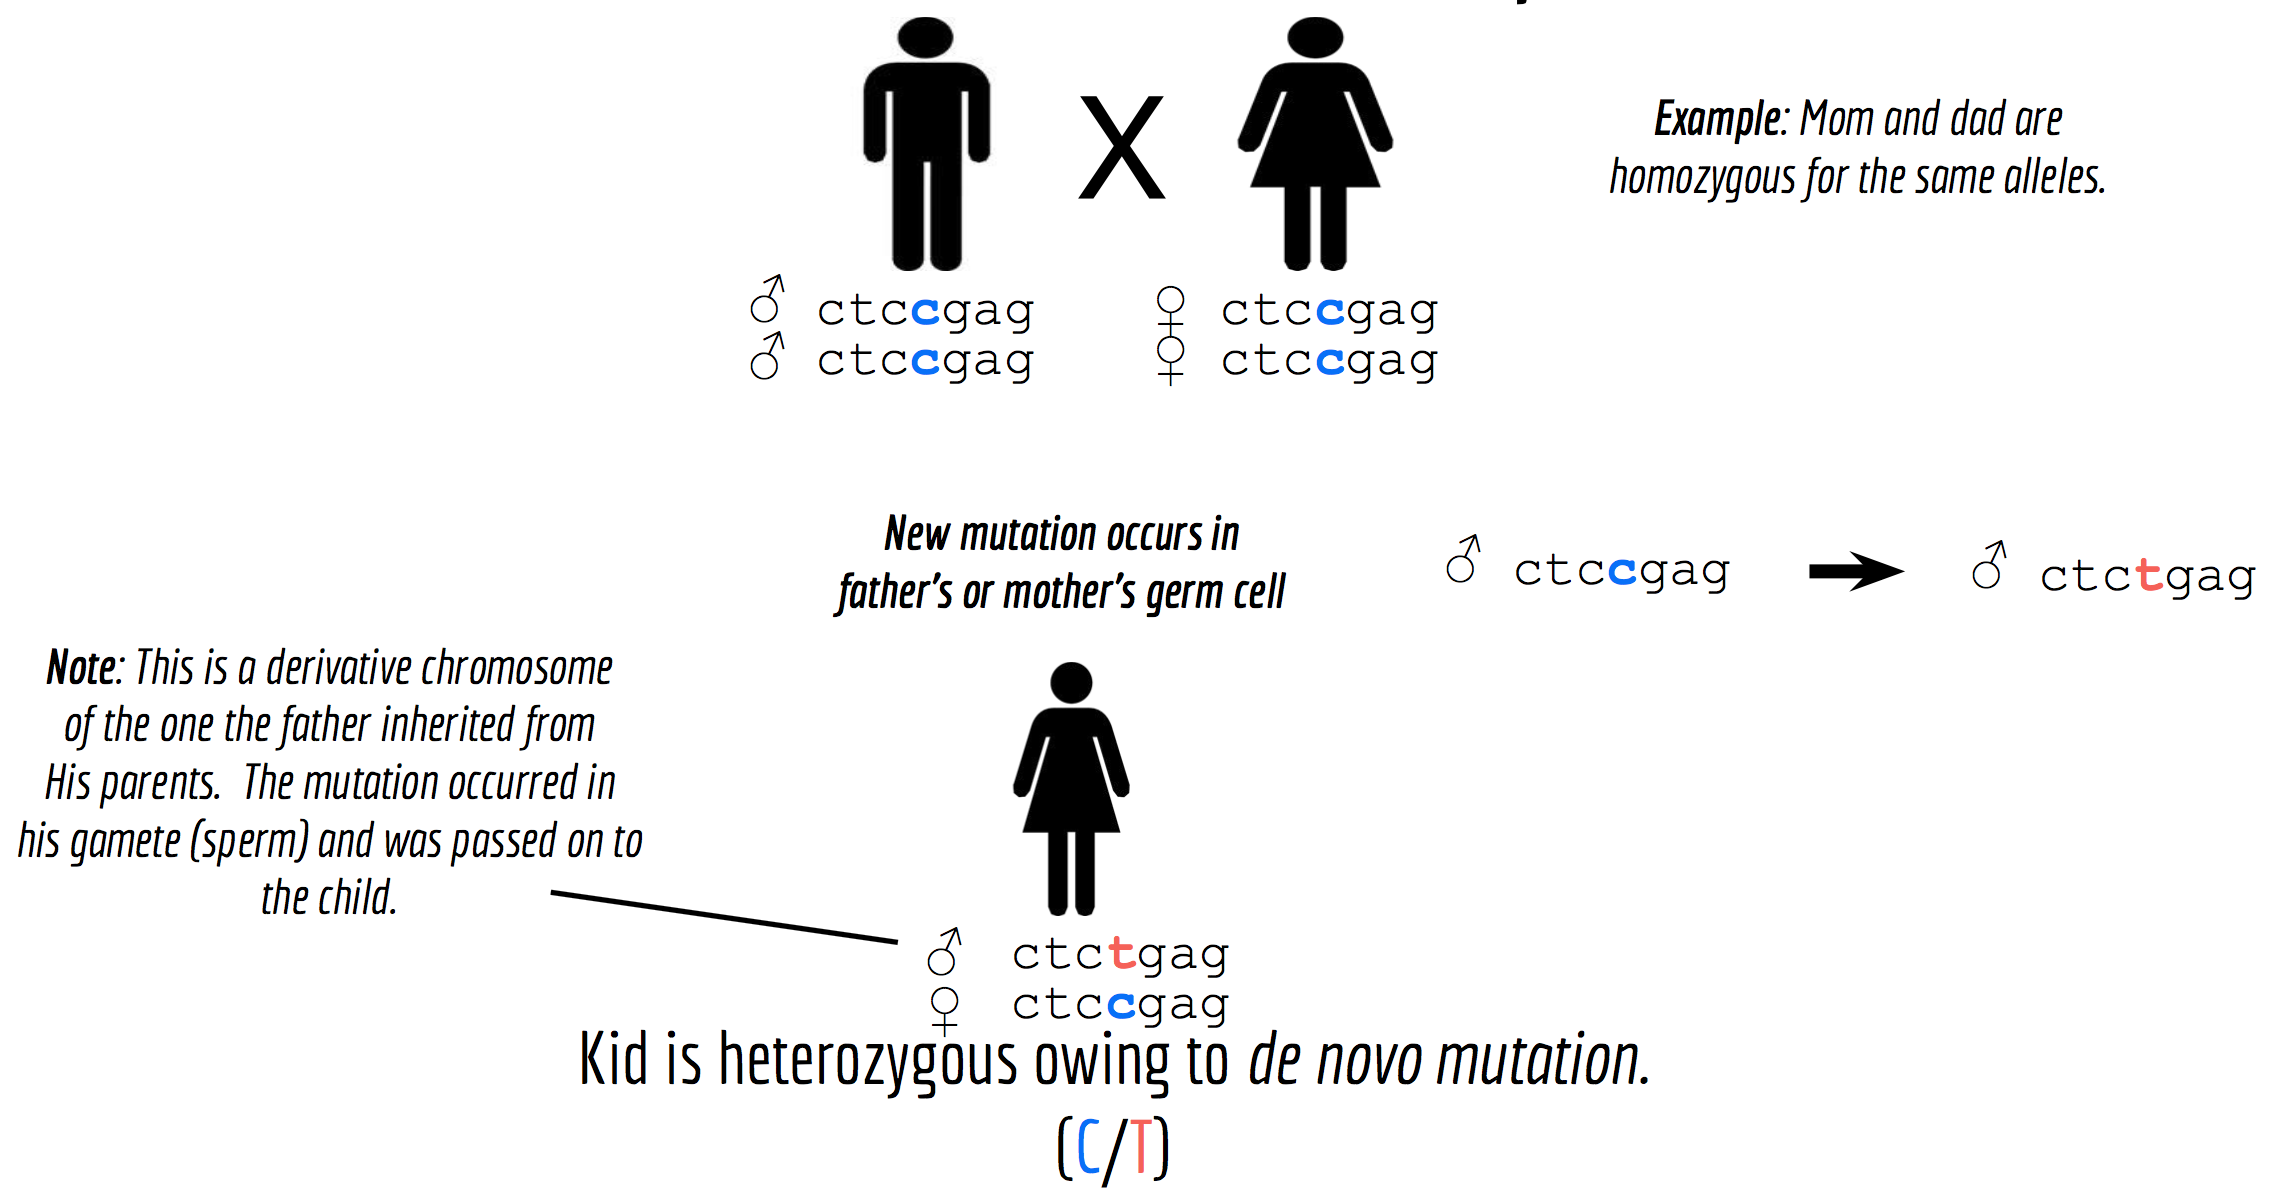 X
Example: Mom and dad are
homozygous for the same alleles.
♂ ctccgag
♂ ctccgag
♀ ctccgag
♀ ctccgag
New mutation occurs in
father's or mother's germ cell
♂ ctccgag
♂ ctctgag
Note: This is a derivative chromosome
of the one the father inherited from
His parents. The mutation occurred in
his gamete (sperm) and was passed on to
the child.
♂ ctctgag
♀ ctccgag
Kid is heterozygous owing to de novo mutation.
(C/T)